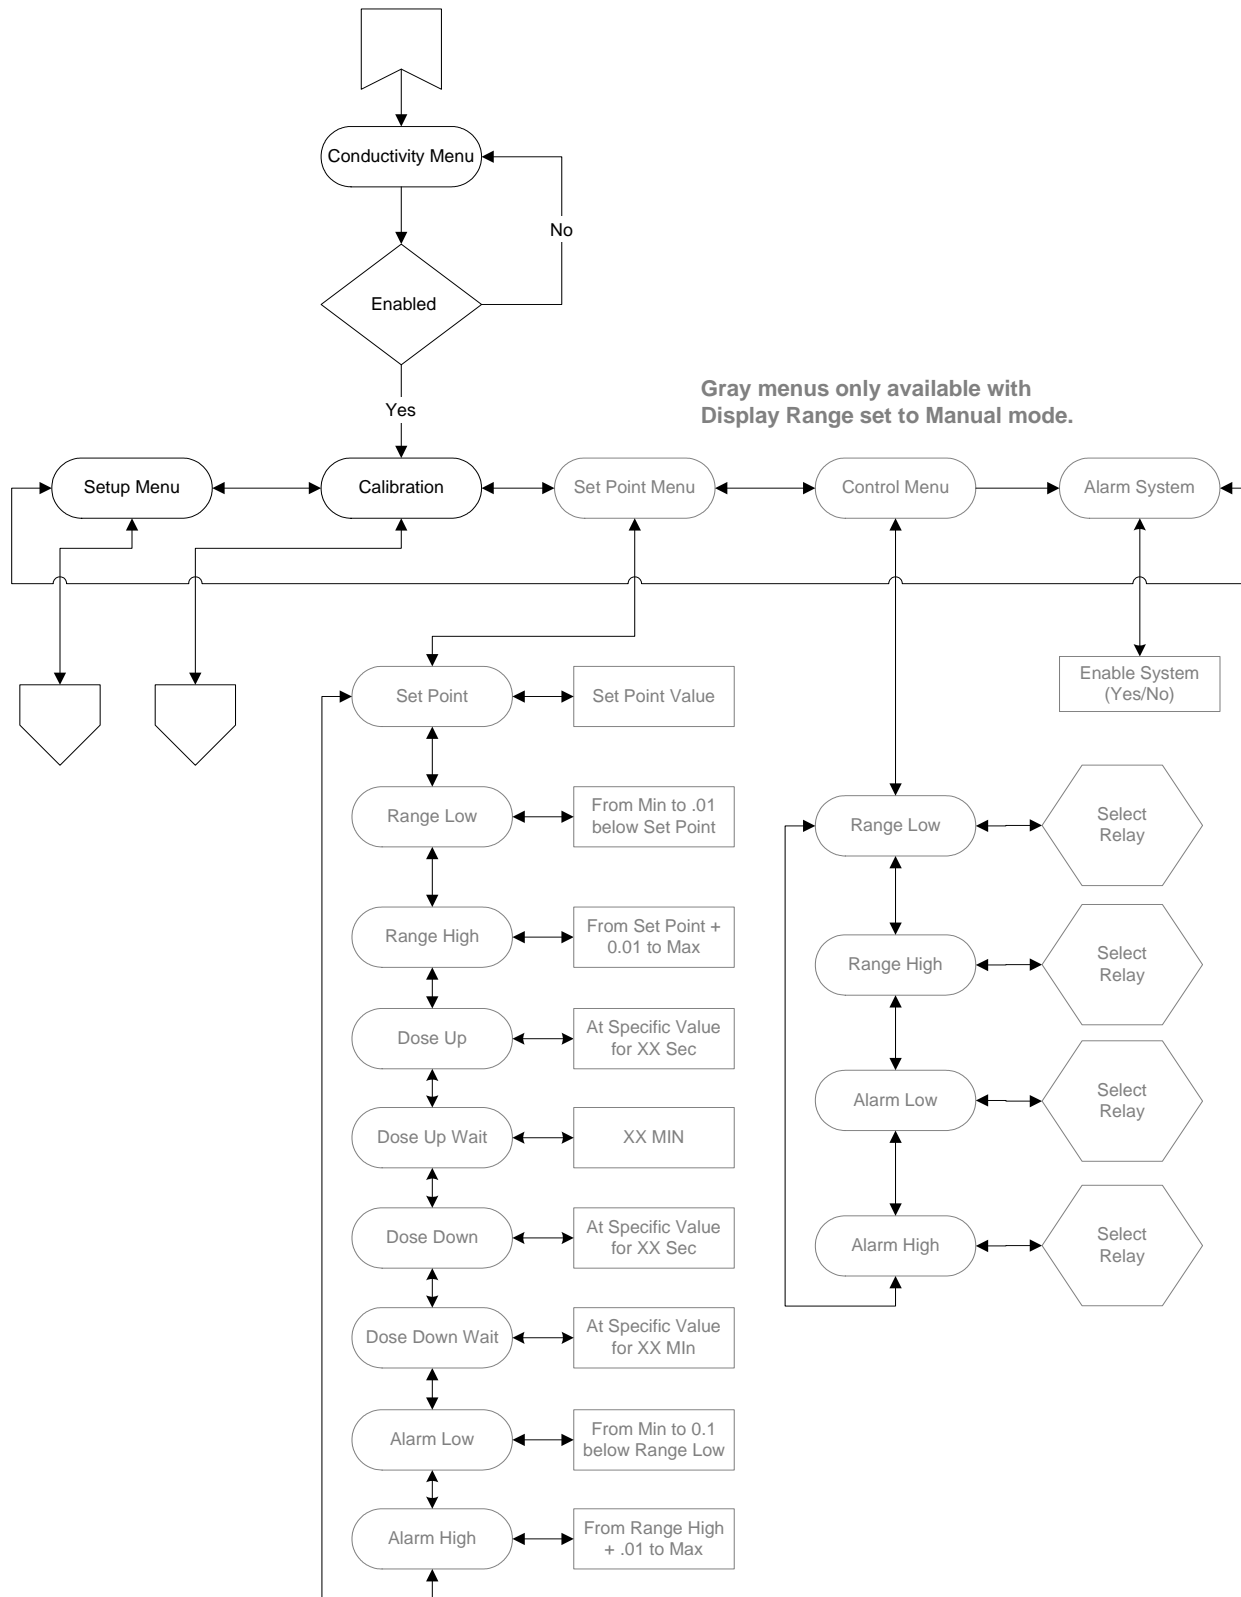 Conductivity Menu
No
Enabled
Gray menus only available with
Display Range set to Manual mode.
Yes
Setup Menu
Calibration
Set Point Menu
Control Menu
Alarm System
Set Point
Set Point Value
Enable System
(Yes/No)
Range Low
From Min to .01
below Set Point
Range High
From Set Point +
0.01 to Max
Dose Up
At Specific Value
for XX Sec
Dose Up Wait
XX MIN
Dose Down
At Specific Value
for XX Sec
Dose Down Wait
At Specific Value
for XX MIn
Alarm Low
From Min to 0.1
below Range Low
Alarm High
From Range High
+ .01 to Max
Range Low
Select
Relay
Range High
Select
Relay
Alarm Low
Select
Relay
Alarm High
Select
Relay